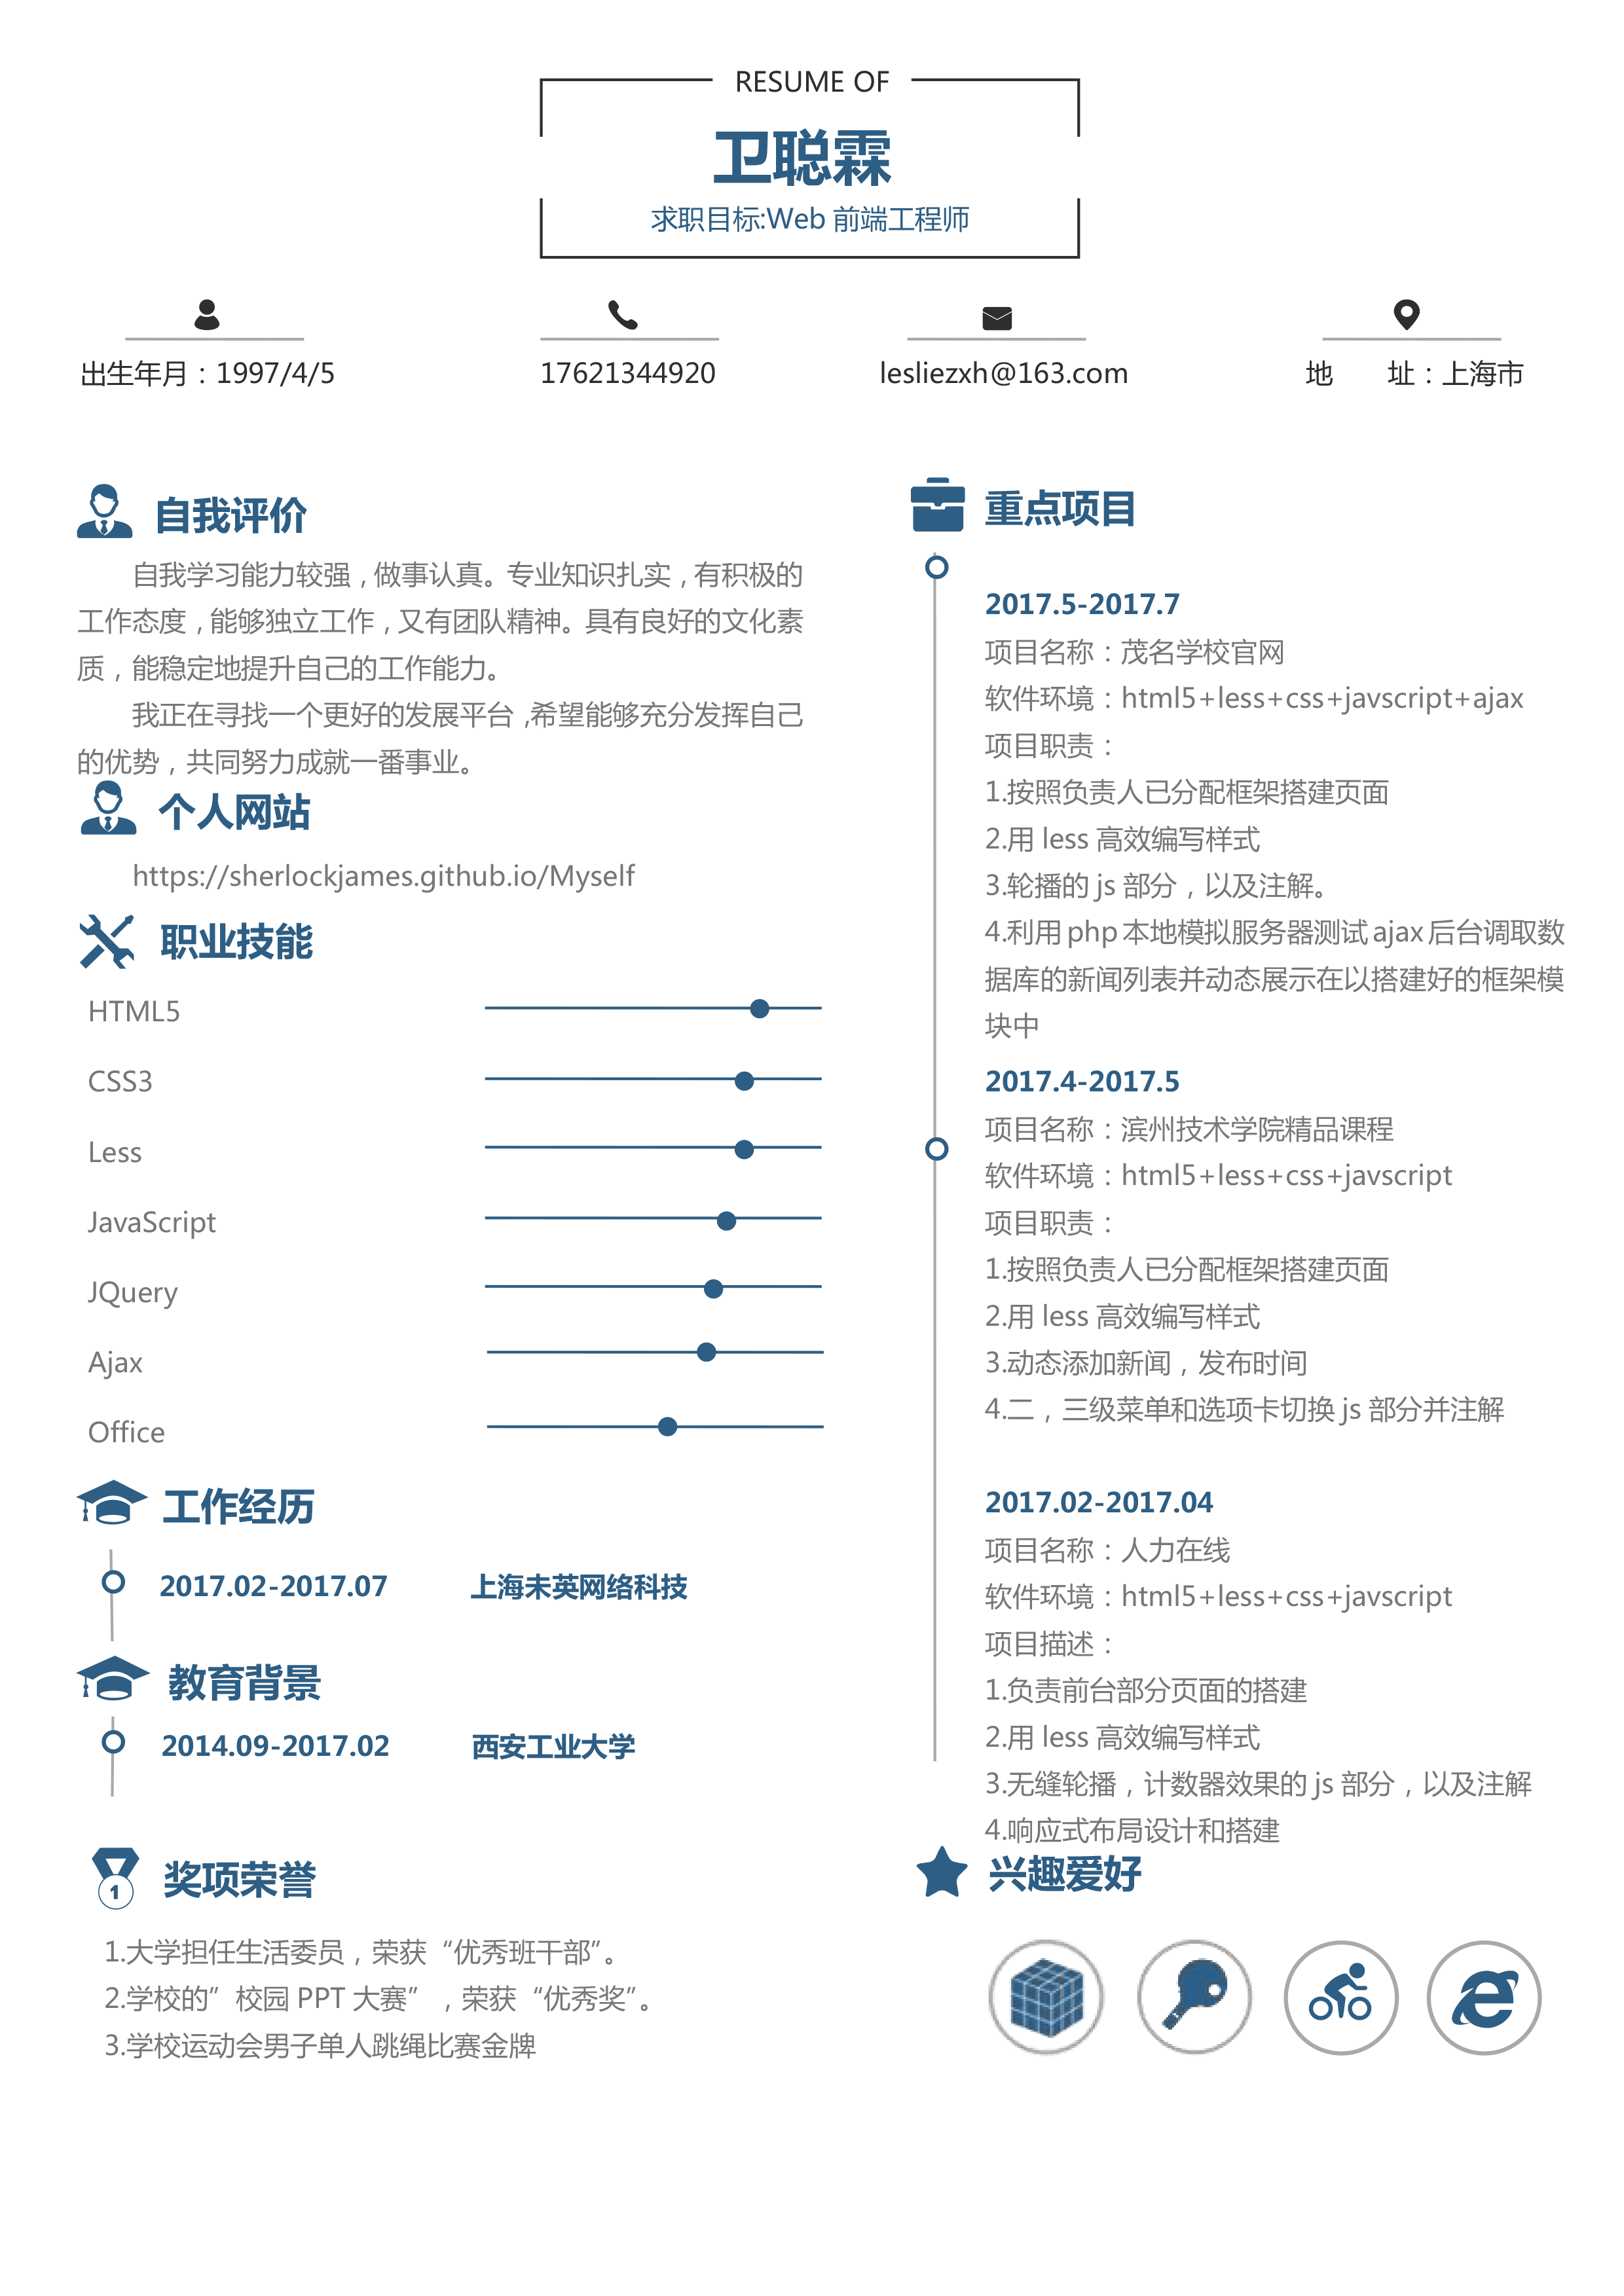 RESUME OF
卫聪霖
求职目标:Web 前端工程师
出生年月：1997/4/5
17621344920
lesliezxh@163.com
地　　址：上海市
自我评价
自我学习能力较强，做事认真。专业知识扎实，有积极的
工作态度，能够独立工作，又有团队精神。具有良好的文化素
质，能稳定地提升自己的工作能力。
我正在寻找一个更好的发展平台，希望能够充分发挥自己
的优势，共同努力成就一番事业。
个人网站
https://sherlockjames.github.io/Myself
职业技能
HTML5
CSS3
Less
JavaScript
JQuery
Ajax
Office
工作经历
2017.02-2017.07 上海未英网络科技
教育背景
2014.09-2017.02 西安工业大学
1
奖项荣誉
1.大学担任生活委员，荣获“优秀班干部”。
2.学校的”校园 PPT 大赛”，荣获“优秀奖”。
3.学校运动会男子单人跳绳比赛金牌
重点项目
2017.5-2017.7
项目名称：茂名学校官网
软件环境：html5+less+css+javscript+ajax
项目职责：
1.按照负责人已分配框架搭建页面
2.用 less 高效编写样式
3.轮播的 js 部分，以及注解。
4.利用 php 本地模拟服务器测试 ajax 后台调取数
据库的新闻列表并动态展示在以搭建好的框架模
块中
2017.4-2017.5
项目名称：滨州技术学院精品课程
软件环境：html5+less+css+javscript
项目职责：
1.按照负责人已分配框架搭建页面
2.用 less 高效编写样式
3.动态添加新闻，发布时间
4.二，三级菜单和选项卡切换 js 部分并注解
2017.02-2017.04
项目名称：人力在线
软件环境：html5+less+css+javscript
项目描述：
1.负责前台部分页面的搭建
2.用 less 高效编写样式
3.无缝轮播，计数器效果的 js 部分，以及注解
4.响应式布局设计和搭建
兴趣爱好